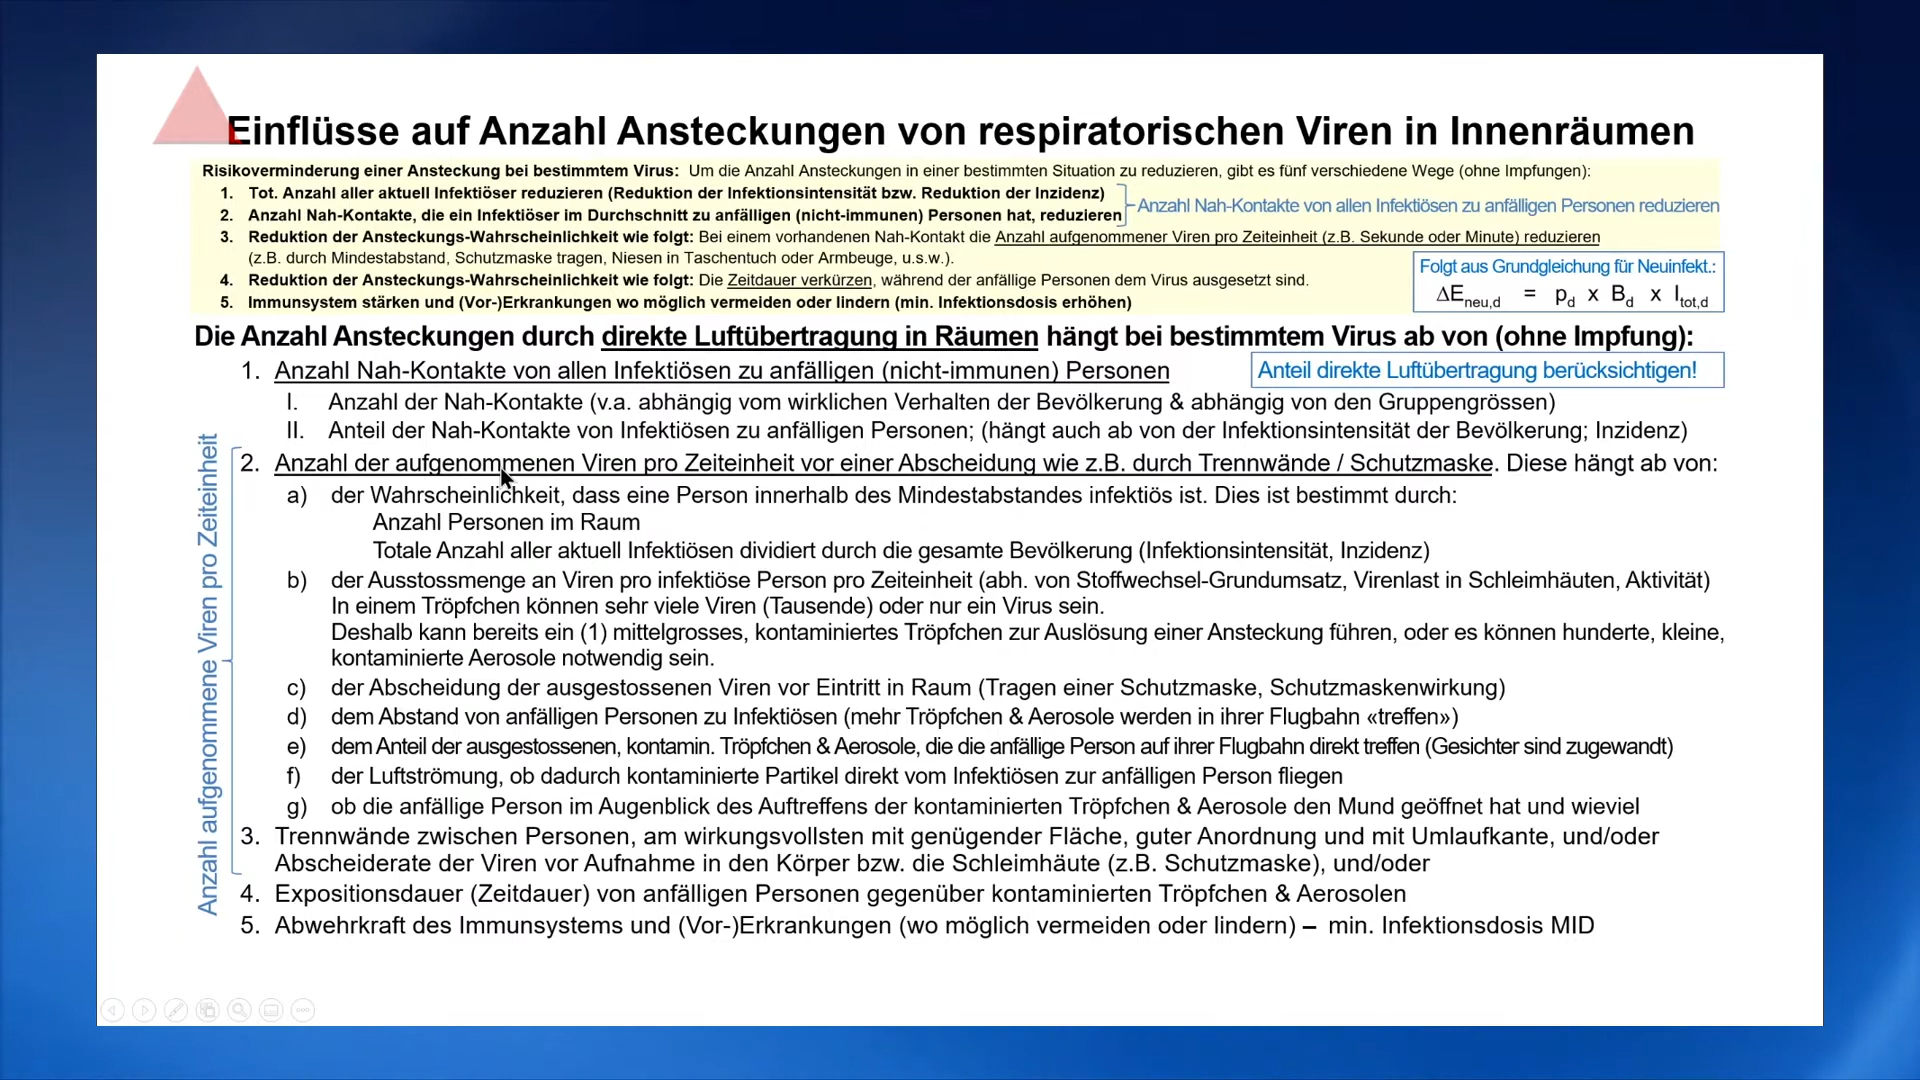 Einflüsse auf Anzahl Ansteckungen von respiratorischen Viren in Innenräumen
Risikoverminderung einer Ansteckung bei bestimmtem Virus: Um die Anzahl Ansteckungen in einer bestimmten Situation zu reduzieren, gibt es fünf verschiedene Wege (ohne Impfungen):
1. Tot. Anzahl aller aktuell Infektiöser reduzieren (Reduktion der Infektionsintensität bzw. Reduktion der Inzidenz)
2. Anzahl Nah-Kontakte, die ein Infektiöser im Durchschnitt zu anfälligen (nicht-immunen) Personen hat, reduzieren
Anzahl Nah-Kontakte von allen Infektiösen zu anfälligen Personen reduzieren
3. Reduktion der Ansteckungs-Wahrscheinlichkeit wie folgt: Bei einem vorhandenen Nah-Kontakt die Anzahl aufgenommener Viren pro Zeiteinheit (z.B. Sekunde oder Minute) reduzieren
(z.B. durch Mindestabstand, Schutzmaske tragen, Niesen in Taschentuch oder Armbeuge, u.s.w.).
4. Reduktion der Ansteckungs-Wahrscheinlichkeit wie folgt: Die Zeitdauer verkürzen, während der anfällige Personen dem Virus ausgesetzt sind.
5. Immunsystem stärken und (Vor-)Erkrankungen wo möglich vermeiden oder lindern (min. Infektionsdosis erhöhen)
Folgt aus Grundgleichung für Neuinfekt.:
ΔEneu,d = pd x Bd x Itot,d
Die Anzahl Ansteckungen durch direkte Luftübertragung in Räumen hängt bei bestimmtem Virus ab von (ohne Impfung):
1. Anzahl Nah-Kontakte von allen Infektiösen zu anfälligen (nicht-immunen) Personen
Anteil direkte Luftübertragung berücksichtigen!
I. Anzahl der Nah-Kontakte (v.a. abhängig vom wirklichen Verhalten der Bevölkerung & abhängig von den Gruppengrössen)
II. Anteil der Nah-Kontakte von Infektiösen zu anfälligen Personen; (hängt auch ab von der Infektionsintensität der Bevölkerung; Inzidenz)
Anzahl aufgenommene Viren pro Zeiteinheit
2. Anzahl der aufgenommenen Viren pro Zeiteinheit vor einer Abscheidung wie z.B. durch Trennwände / Schutzmaske. Diese hängt ab von:
a) der Wahrscheinlichkeit, dass eine Person innerhalb des Mindestabstandes infektiös ist. Dies ist bestimmt durch:
Anzahl Personen im Raum
Totale Anzahl aller aktuell Infektiösen dividiert durch die gesamte Bevölkerung (Infektionsintensität, Inzidenz)
b) der Ausstossmenge an Viren pro infektiöse Person pro Zeiteinheit (abh. von Stoffwechsel-Grundumsatz, Virenlast in Schleimhäuten, Aktivität)
In einem Tröpfchen können sehr viele Viren (Tausende) oder nur ein Virus sein.
Deshalb kann bereits ein (1) mittelgrosses, kontaminiertes Tröpfchen zur Auslösung einer Ansteckung führen, oder es können hunderte, kleine,
kontaminierte Aerosole notwendig sein.
c) der Abscheidung der ausgestossenen Viren vor Eintritt in Raum (Tragen einer Schutzmaske, Schutzmaskenwirkung)
d) dem Abstand von anfälligen Personen zu Infektiösen (mehr Tröpfchen & Aerosole werden in ihrer Flugbahn «treffen»)
e) dem Anteil der ausgestossenen, kontamin. Tröpfchen & Aerosole, die die anfällige Person auf ihrer Flugbahn direkt treffen (Gesichter sind zugewandt)
f) der Luftströmung, ob dadurch kontaminierte Partikel direkt vom Infektiösen zur anfälligen Person fliegen
g) ob die anfällige Person im Augenblick des Auftreffens der kontaminierten Tröpfchen & Aerosole den Mund geöffnet hat und wieviel
3. Trennwände zwischen Personen, am wirkungsvollsten mit genügender Fläche, guter Anordnung und mit Umlaufkante, und/oder
Abscheiderate der Viren vor Aufnahme in den Körper bzw. die Schleimhäute (z.B. Schutzmaske), und/oder
4. Expositionsdauer (Zeitdauer) von anfälligen Personen gegenüber kontaminierten Tröpfchen & Aerosolen
5. Abwehrkraft des Immunsystems und (Vor-)Erkrankungen (wo möglich vermeiden oder lindern) – min. Infektionsdosis MID